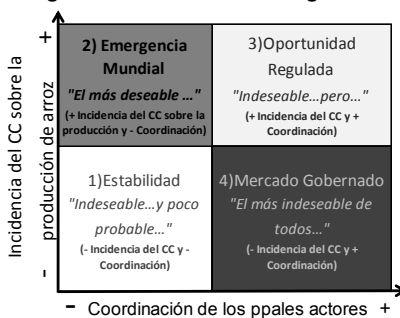 Incidencia del CC sobre la
producción de arroz
+
-
2) Emergencia
Mundial
"El más deseable ..."
(+ Incidencia del CC sobre la
producción y - Coordinación)
3)Oportunidad
Regulada
"Indeseable...pero..."
(+ Incidencia del CC y +
Coordinación)
1)Estabilidad
"Indeseable...y poco
probable..."
(- Incidencia del CC y -
Coordinación)
4)Mercado Gobernado
"El más indeseable de
todos..."
(- Incidencia del CC y +
Coordinación)
- Coordinación de los ppales actores +